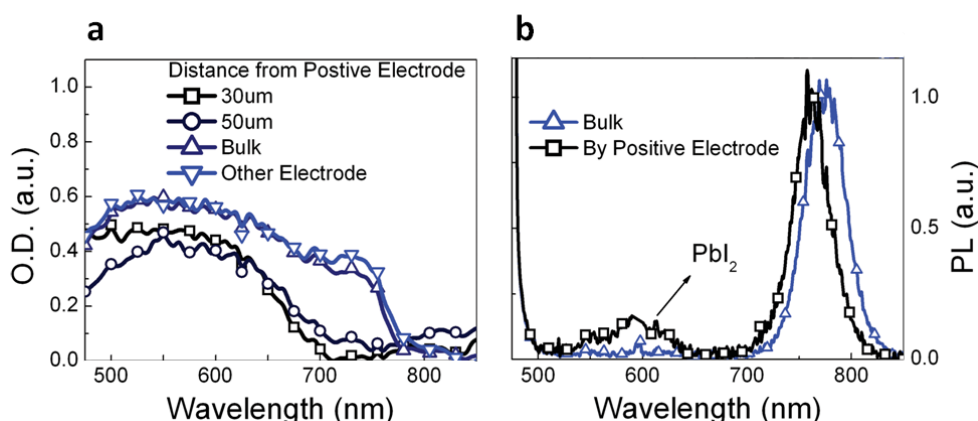 a
Distance from Postive Electrode
30um
50um
Bulk
Other Electrode
O.D. (a.u.)
1.0
0.8
0.6
0.4
0.2
0.0
500
600
700
800
Wavelength (nm)
b
Bulk
By Positive Electrode
PbI2
PL (a.u.)
1.0
0.5
0.0
500
600
700
800
Wavelength (nm)